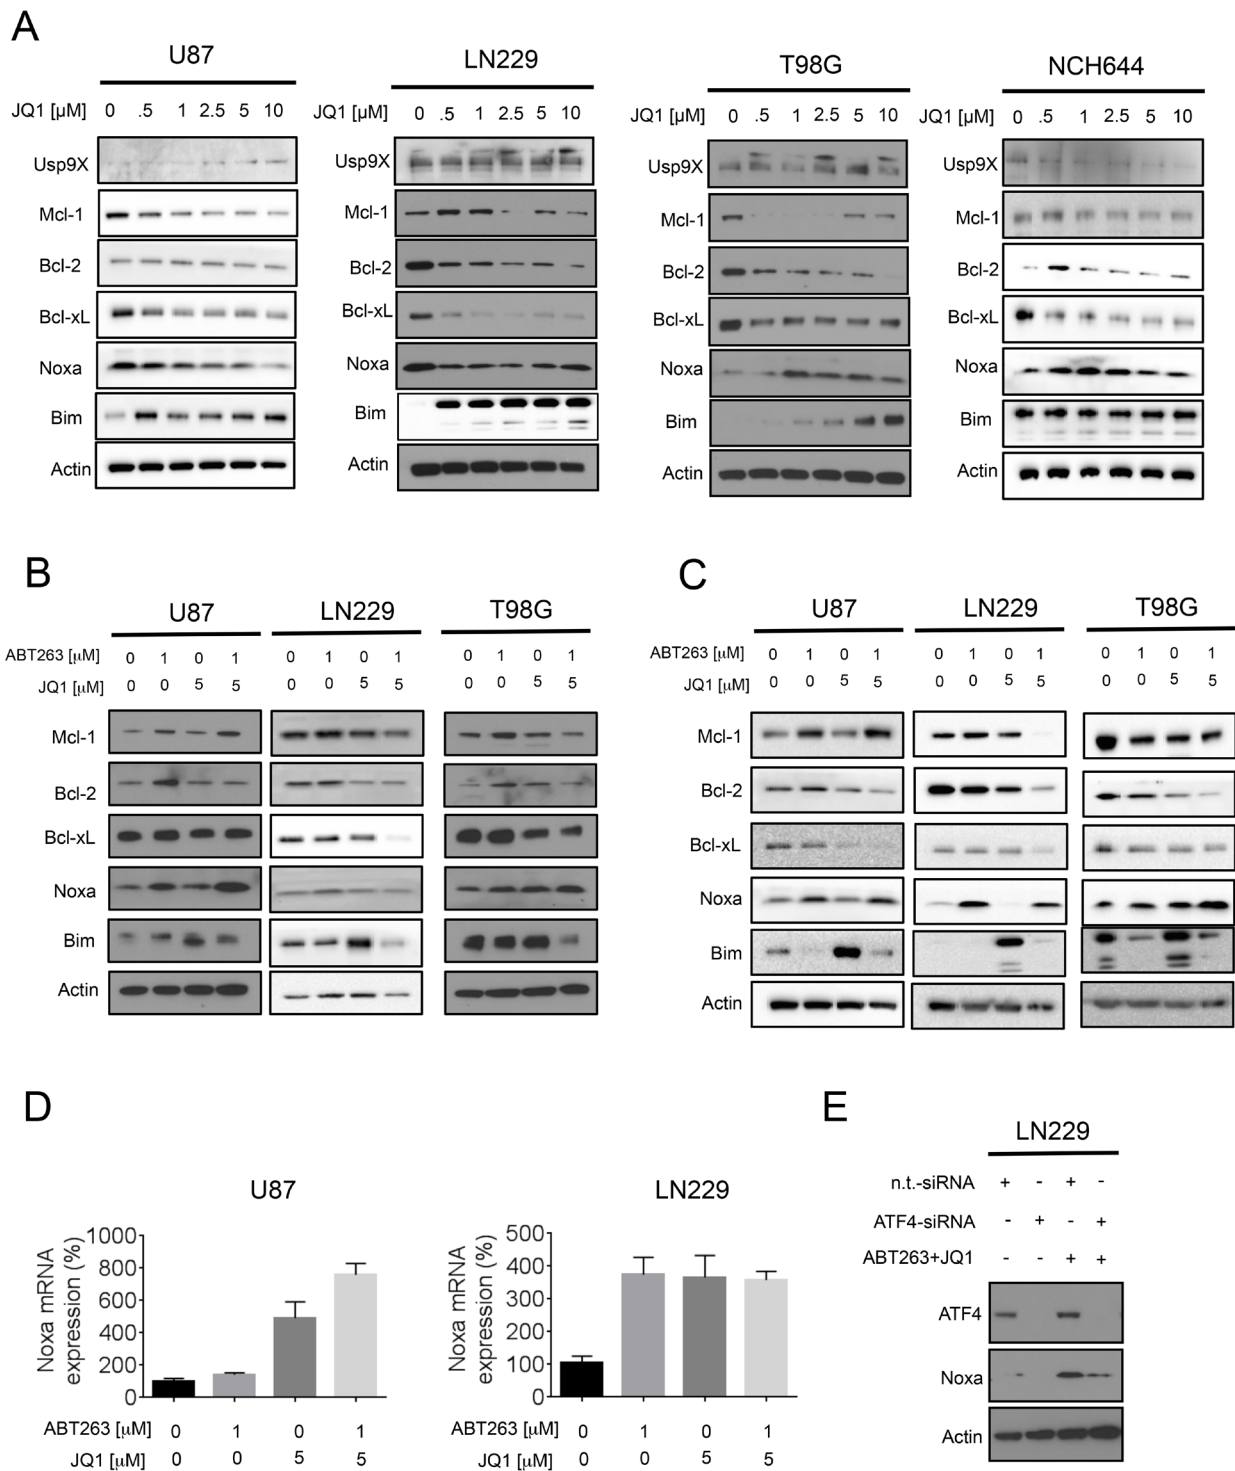 A
U87
JQ1 [µM] 0 .5 1 2.5 5 10
Usp9X
Mcl-1
Bcl-2
Bcl-xL
Noxa
Bim
Actin
LN229
JQ1 [µM] 0 .5 1 2.5 5 10
Usp9X
Mcl-1
Bcl-2
Bcl-xL
Noxa
Bim
Actin
T98G
JQ1 [µM] 0 .5 1 2.5 5 10
Usp9X
Mcl-1
Bcl-2
Bcl-xL
Noxa
Bim
Actin
NCH644
JQ1 [µM] 0 .5 1 2.5 5 10
Usp9X
Mcl-1
Bcl-2
Bcl-xL
Noxa
Bim
Actin
B
U87 LN229 T98G
ABT263 [µM] 0 1 0 1 0 1 0 1 0 1 0 1
JQ1 [µM] 0 0 5 5 0 0 5 5 0 0 5 5
Mcl-1
Bcl-2
Bcl-xL
Noxa
Bim
Actin
C
U87 LN229 T98G
ABT263 [µM] 0 1 0 1 0 1 0 1 0 1 0 1
JQ1 [µM] 0 0 5 5 0 0 5 5 0 0 5 5
Mcl-1
Bcl-2
Bcl-xL
Noxa
Bim
Actin
D
U87
Noxa mRNA
expression (%)
1000
800
600
400
200
0
ABT263 [µM] 0 1 0 1
JQ1 [µM] 0 0 5 5
LN229
Noxa mRNA
expression (%)
500
400
300
200
100
0
ABT263 [µM] 0 1 0 1
JQ1 [µM] 0 0 5 5
E
LN229
n.t.-siRNA + - + -
ATF4-siRNA - + - +
ABT263+JQ1 - - + +
ATF4
Noxa
Actin